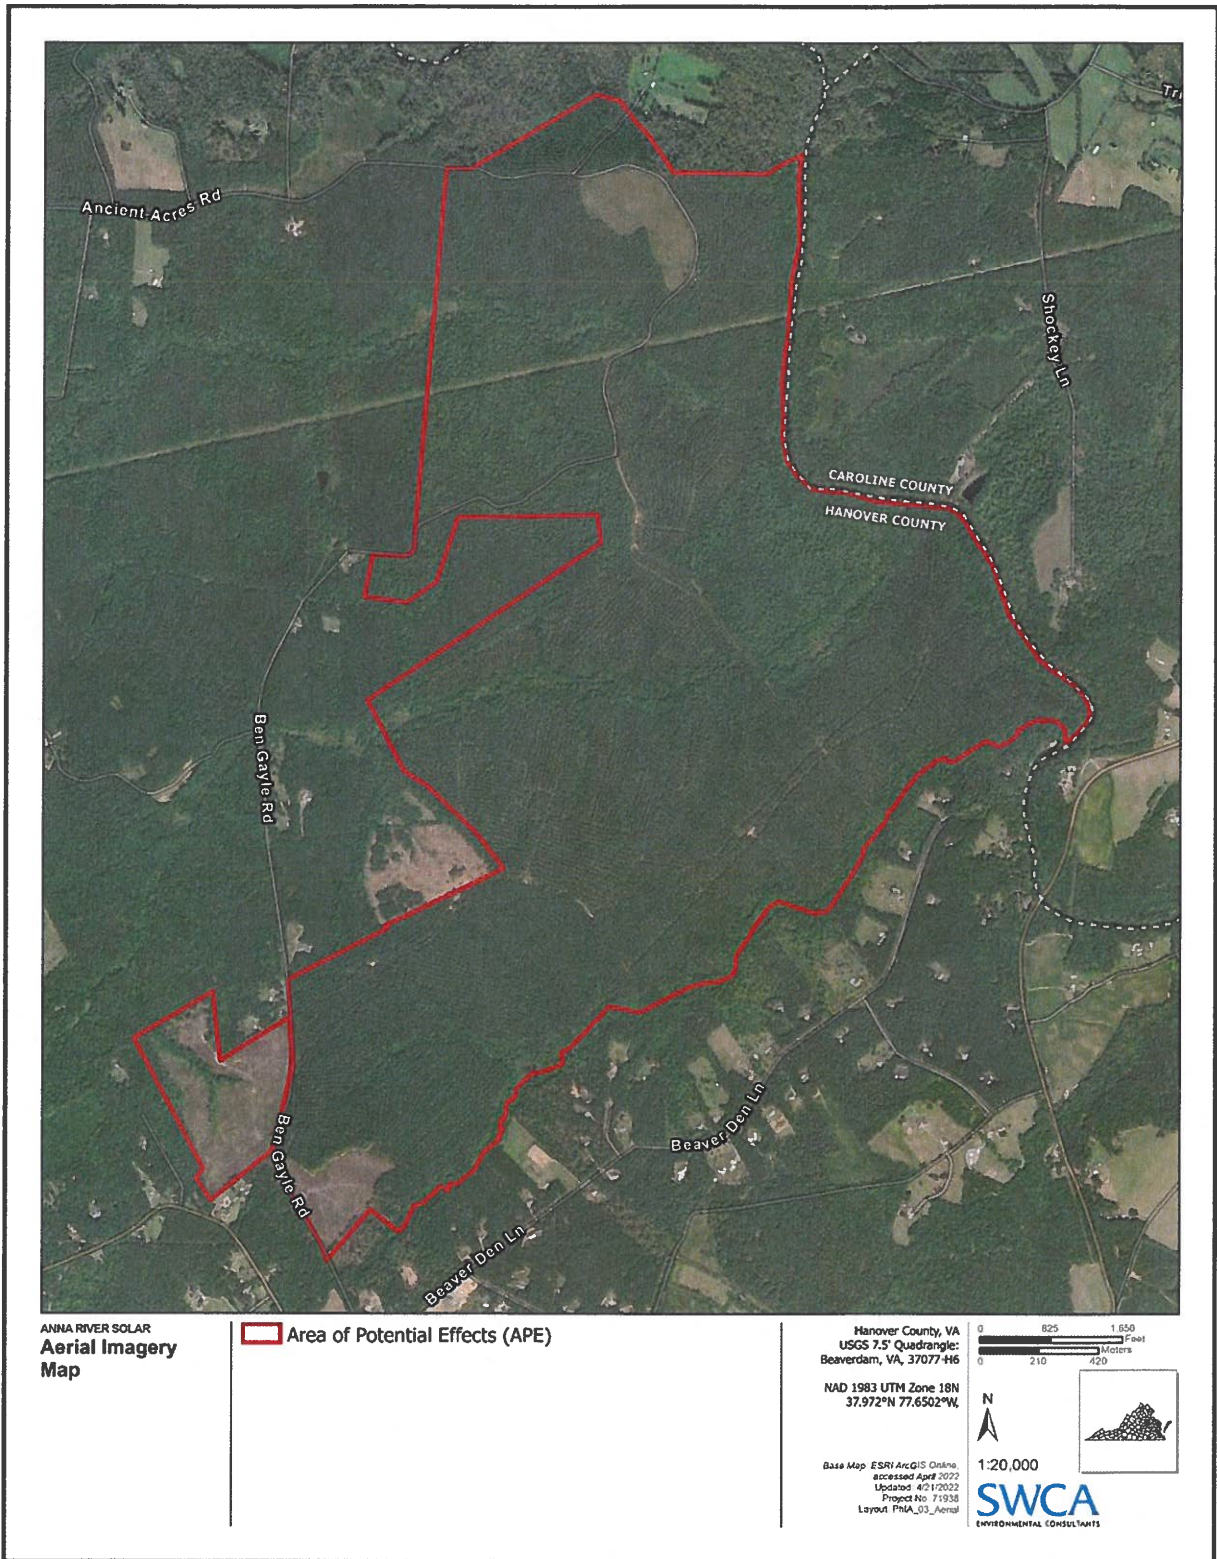 Tri
Ancient Acres Rd
Shockey Ln
CAROLINE COUNTY
HANOVER COUNTY
Ben Gayle Rd
Ben Gayle Rd
Beaver Den Ln
Beaver Den Ln
ANNA RIVER SOLAR
Aerial Imagery
Map
Area of Potential Effects (APE)
Hanover County, VA
USGS 7.5' Quadrangle:
Beaverdam, VA, 37077-H6
NAD 1983 UTM Zone 18N
37.972°N 77.6502°W,
Base Map: ESRI ArcGIS Online,
accessed April 2022
Updated: 4/21/2022
Project No. 71938
Layout: PhIA_03_Aerial
0 825 1,650
Feet
Meters
0 210 420
N
1:20,000
SWCA
ENVIRONMENTAL CONSULTANTS